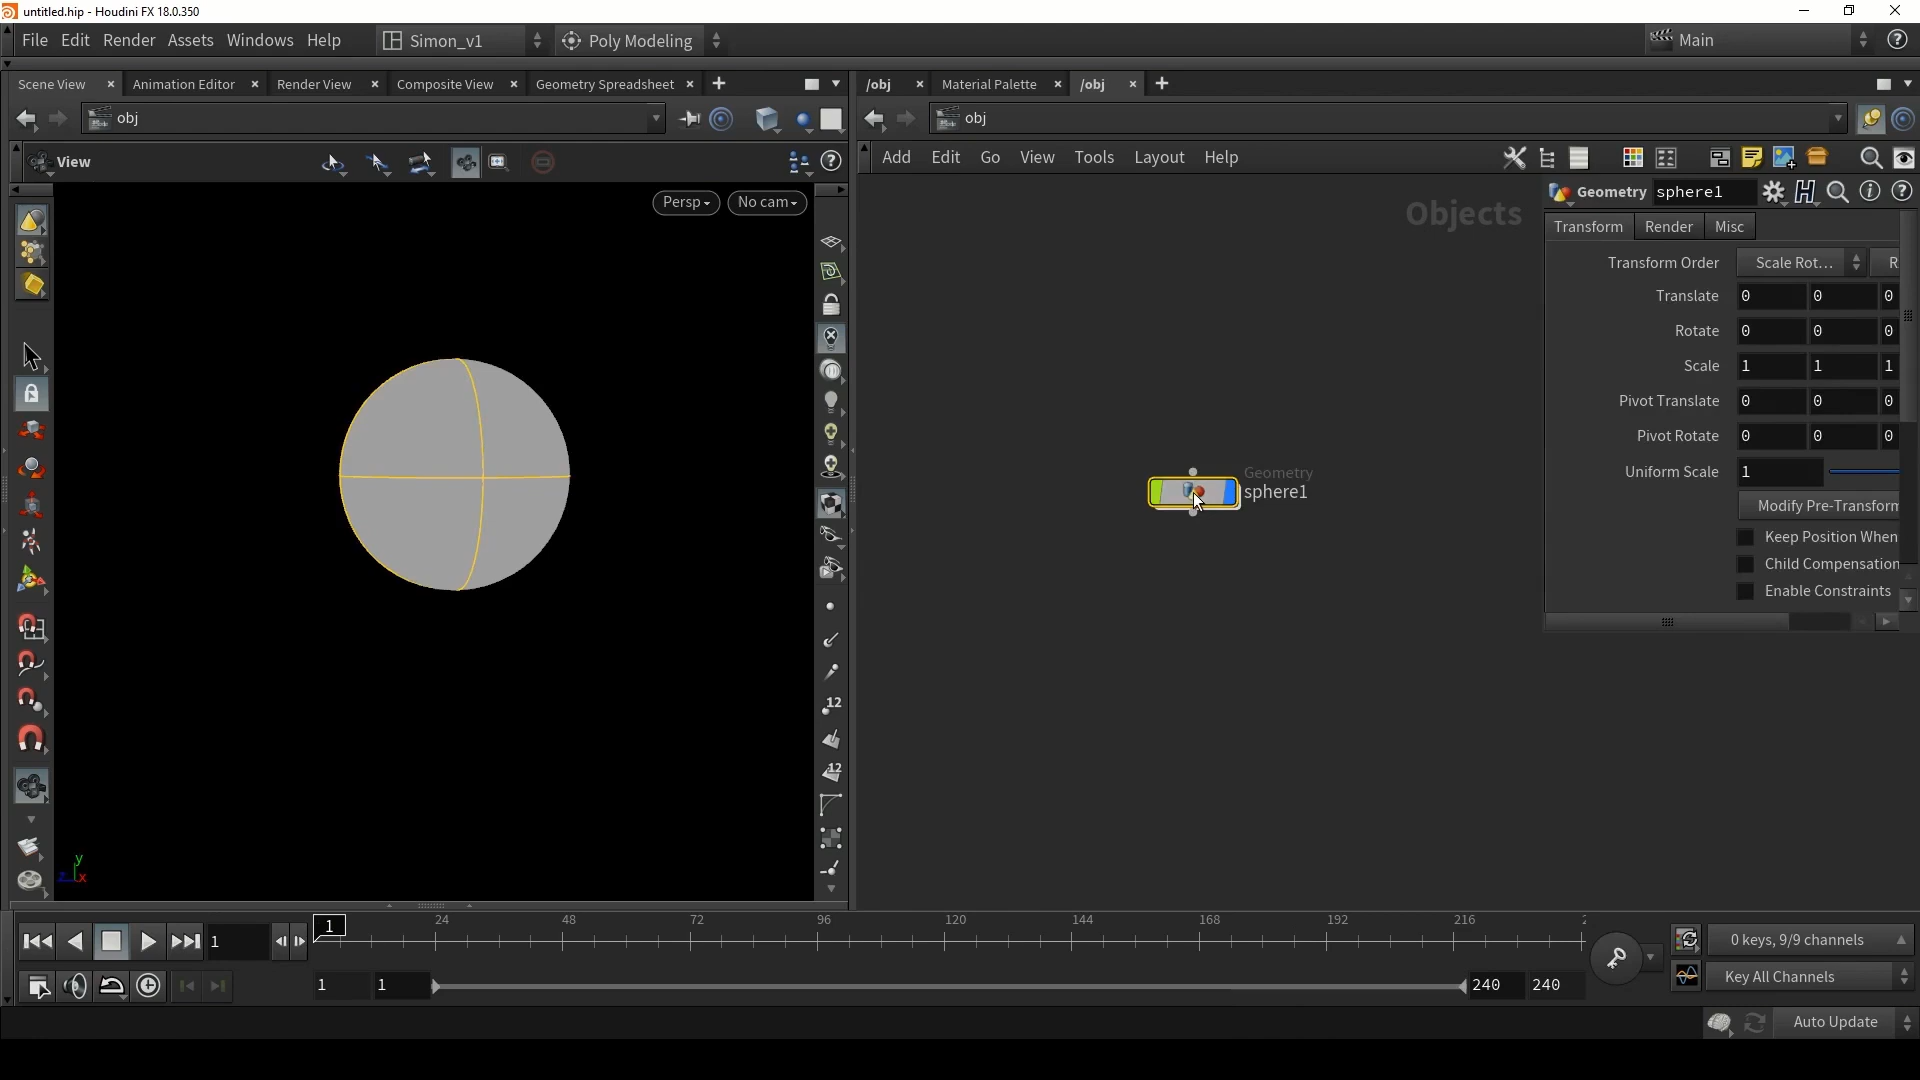 untitled.hip - Houdini FX 18.0.350
File Edit Render Assets Windows Help Simon_v1 Poly Modeling Main
Scene View Animation Editor Render View Composite View Geometry Spreadsheet
/obj Material Palette /obj
obj
obj
View
Add Edit Go View Tools Layout Help
Persp No cam
Objects
Geometry sphere1
Transform Render Misc
Transform Order Scale Rot... R
Translate 0 0 0
Rotate 0 0 0
Scale 1 1 1
Pivot Translate 0 0 0
Pivot Rotate 0 0 0
Uniform Scale 1
Modify Pre-Transform
Keep Position When
Child Compensation
Enable Constraints
Geometry
sphere1
12
12
y
z x
1 24 48 72 96 120 144 168 192 216 2
1
0 keys, 9/9 channels
1 1 240 240
Key All Channels
Auto Update